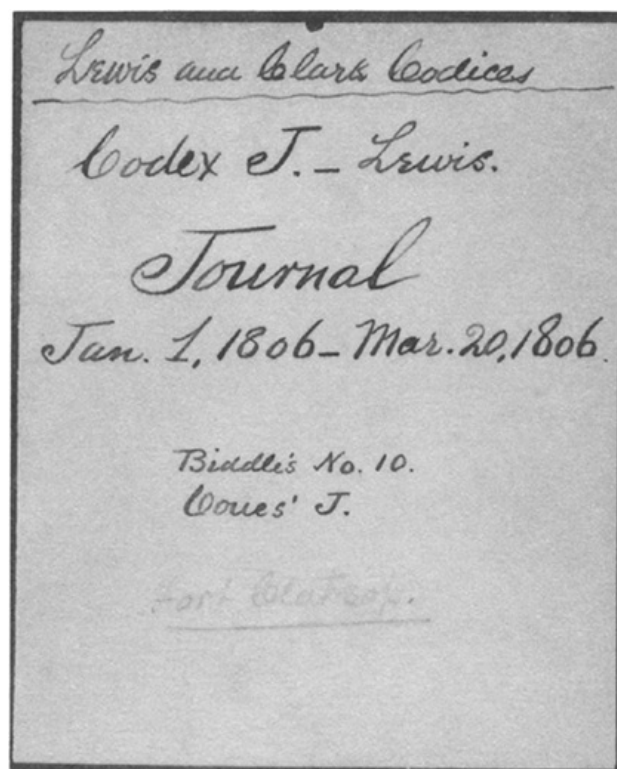 Lewis and Clark Codices
Codex J. – Lewis.
Journal
Jan. 1, 1806 – Mar. 20, 1806.
Biddle's No. 10.
Coues' J.
Fort Clatsop.